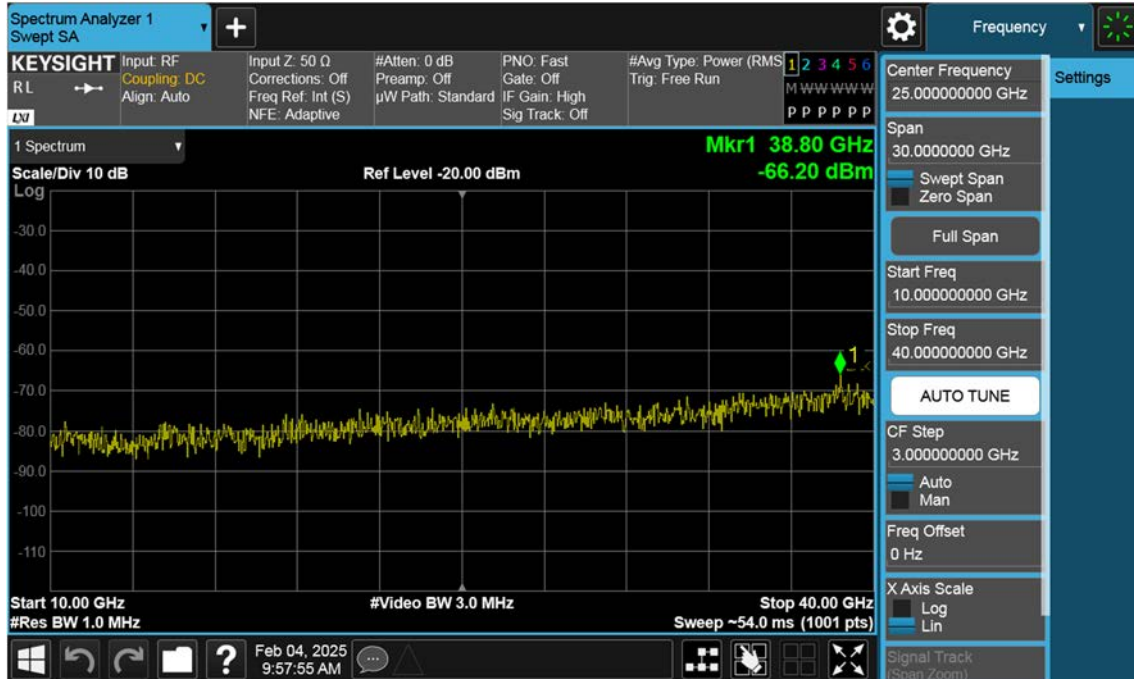 Spectrum Analyzer 1
Swept SA
Frequency
KEYSIGHT
RL
LXI
Input: RF
Coupling: DC
Align: Auto
Input Z: 50 Ω
Corrections: Off
Freq Ref: Int (S)
NFE: Adaptive
#Atten: 0 dB
Preamp: Off
µW Path: Standard
PNO: Fast
Gate: Off
IF Gain: High
Sig Track: Off
#Avg Type: Power (RMS
Trig: Free Run
1 2 3 4 5 6
M W W W W W
P P P P P P
1 Spectrum
Scale/Div 10 dB
Ref Level -20.00 dBm
Mkr1 38.80 GHz
-66.20 dBm
Log
-30.0
-40.0
-50.0
-60.0
-70.0
-80.0
-90.0
-100
-110
1
Start 10.00 GHz
#Res BW 1.0 MHz
#Video BW 3.0 MHz
Stop 40.00 GHz
Sweep ~54.0 ms (1001 pts)
Feb 04, 2025
9:57:55 AM
?
Center Frequency
25.000000000 GHz
Span
30.0000000 GHz
Swept Span
Zero Span
Full Span
Start Freq
10.000000000 GHz
Stop Freq
40.000000000 GHz
AUTO TUNE
CF Step
3.000000000 GHz
Auto
Man
Freq Offset
0 Hz
X Axis Scale
Log
Lin
Signal Track
(Span Zoom)
Settings